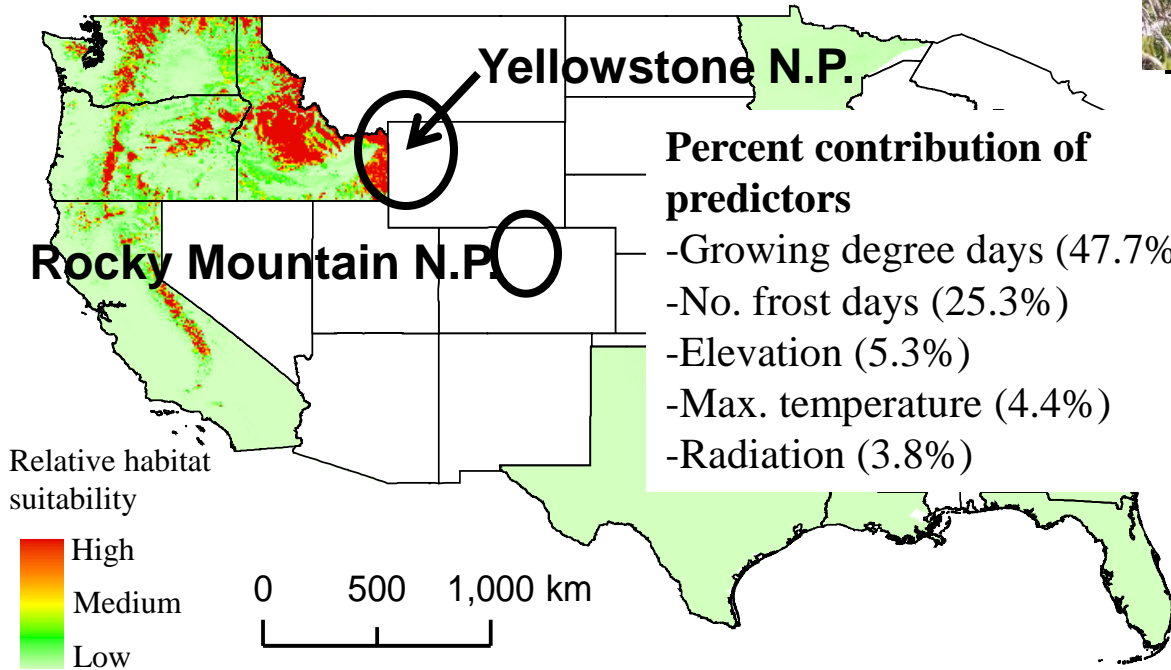 Yellowstone N.P.
Rocky Mountain N.P.
Percent contribution of
predictors
-Growing degree days (47.7%
-No. frost days (25.3%)
-Elevation (5.3%)
-Max. temperature (4.4%)
-Radiation (3.8%)
Relative habitat
suitability
High
Medium
Low
0 500 1,000 km